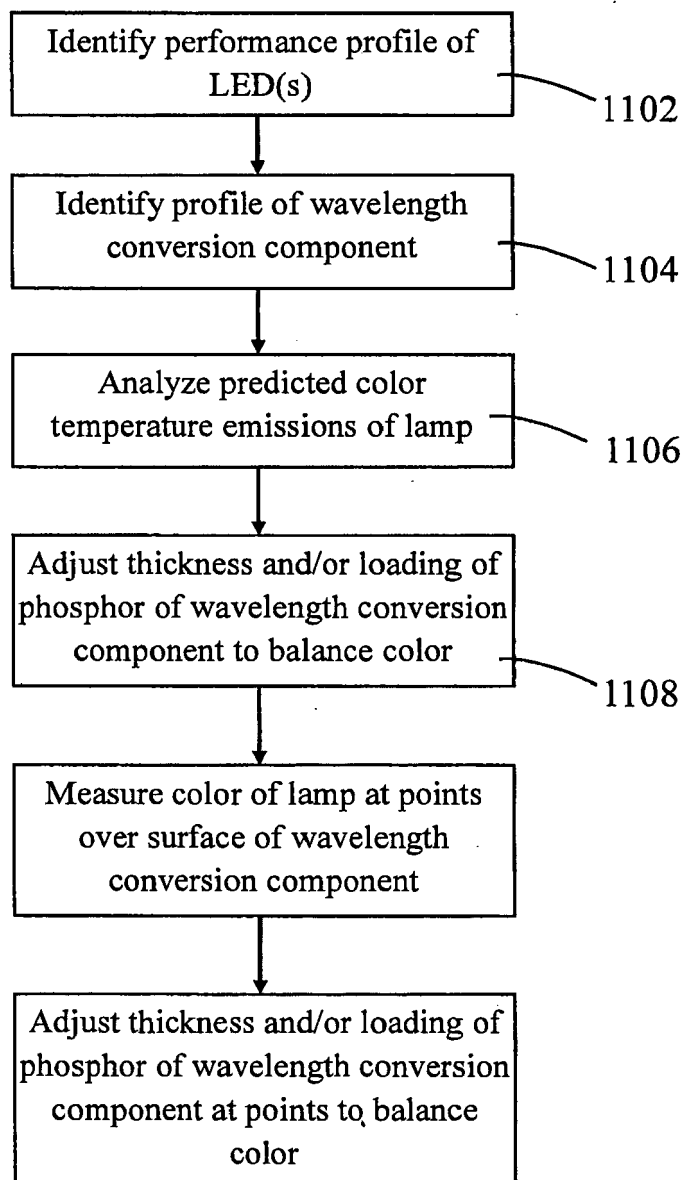 Identify performance profile of
LED(s)
1102
Identify profile of wavelength
conversion component
1104
Analyze predicted color
temperature emissions of lamp
1106
Adjust thickness and/or loading of
phosphor of wavelength conversion
component to balance color
1108
Measure color of lamp at points
over surface of wavelength
conversion component
Adjust thickness and/or loading of
phosphor of wavelength conversion
component at points to balance
color